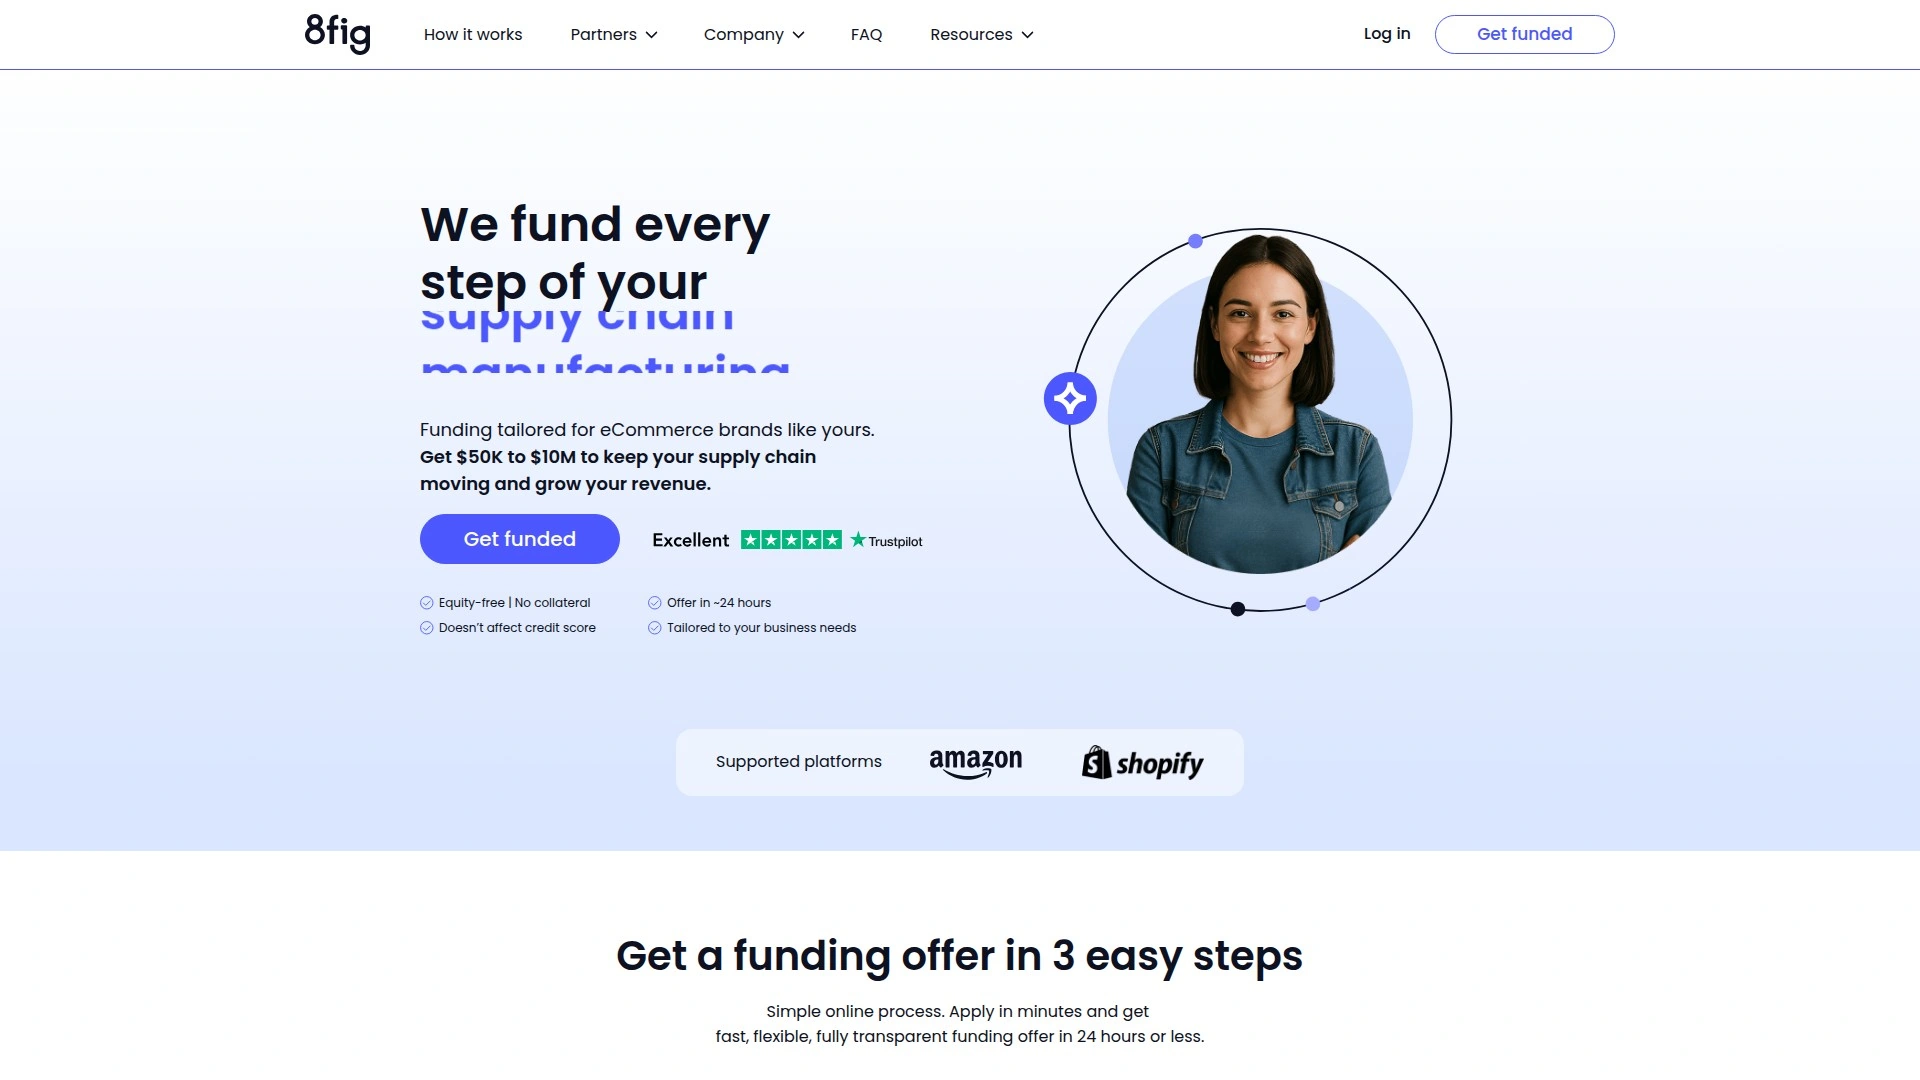 8fig
How it works
Partners
Company
FAQ
Resources
Log in
Get funded
We fund every
step of your
supply chain
manufacturing
Funding tailored for eCommerce brands like yours.
Get $50K to $10M to keep your supply chain
moving and grow your revenue.
Get funded
Excellent
Trustpilot
Equity-free | No collateral
Offer in ~24 hours
Doesn't affect credit score
Tailored to your business needs
Supported platforms
amazon
shopify
Get a funding offer in 3 easy steps
Simple online process. Apply in minutes and get
fast, flexible, fully transparent funding offer in 24 hours or less.